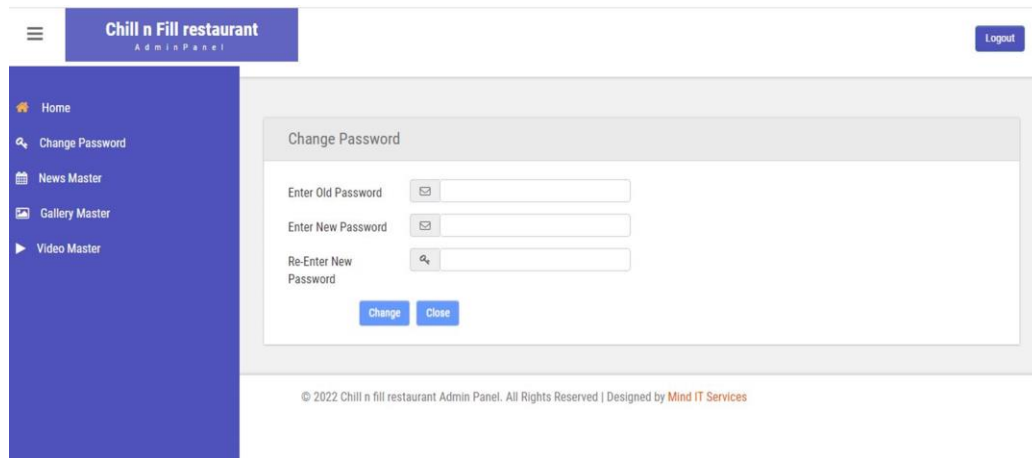 Chill n Fill restaurant
AdminPanel
Logout
Home
Change Password
News Master
Gallery Master
Video Master
Change Password
Enter Old Password
Enter New Password
Re-Enter New
Password
Change Close
© 2022 Chill n fill restaurant Admin Panel. All Rights Reserved | Designed by Mind IT Services